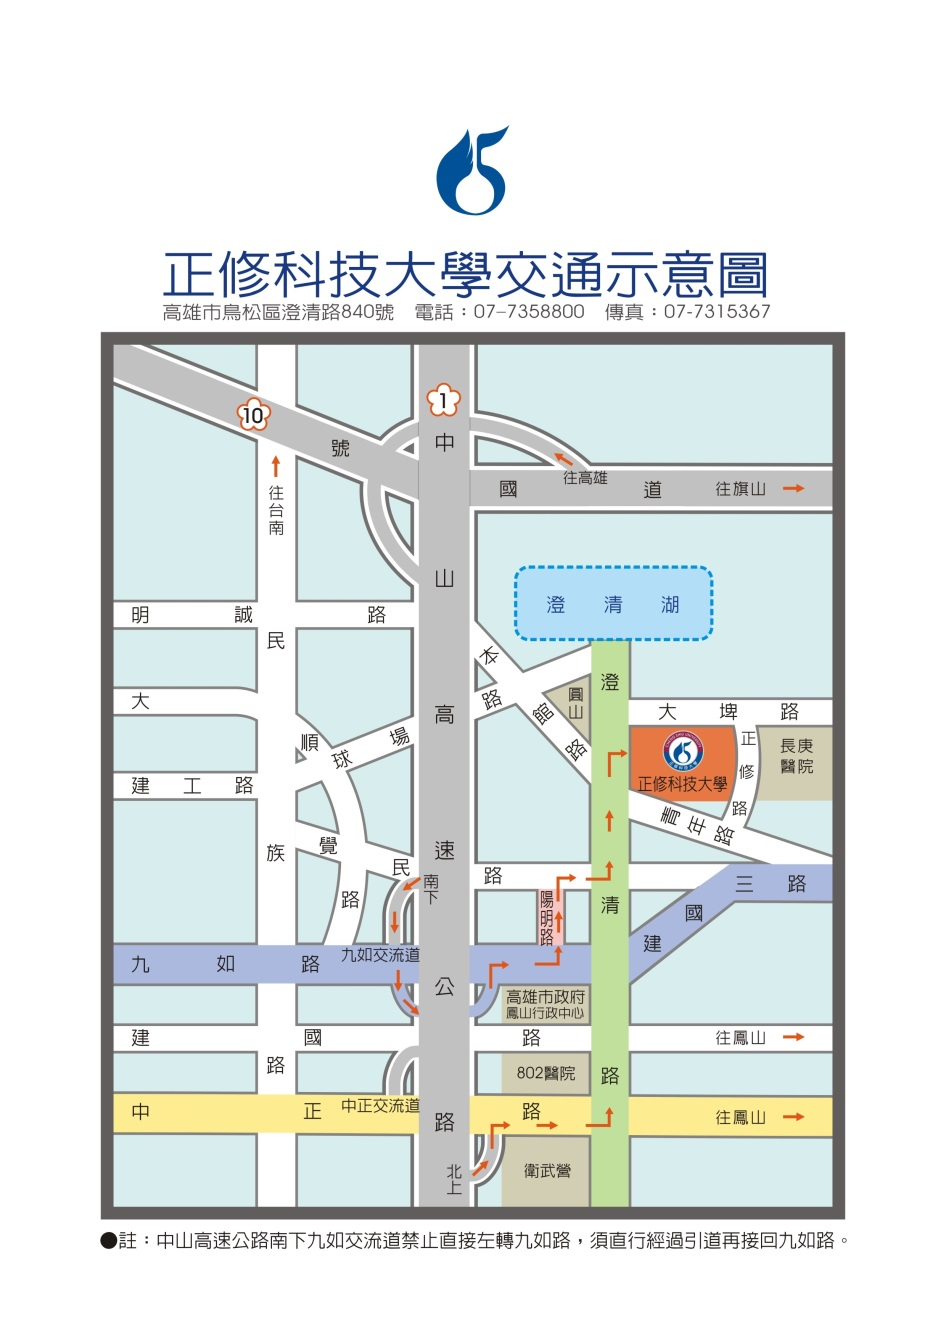 正修科技大學交通示意圖
高雄市鳥松區澄清路840號 電話：07-7358800 傳真：07-7315367
10
號
1
中山高速公路
國道
往高雄
往旗山
往台南
澄清湖
明誠路
民族路
大順路
本館路
球場路
圓山
澄清路
大埤路
建工路
正修科技大學
正修路
長庚
醫院
青年路
覺民路
南下
陽明路
建國三路
九如路
九如交流道
高雄市政府
鳳山行政中心
建國路
往鳳山
802醫院
中正路
中正交流道
往鳳山
北上
衛武營
●註：中山高速公路南下九如交流道禁止直接左轉九如路，須直行經過引道再接回九如路。